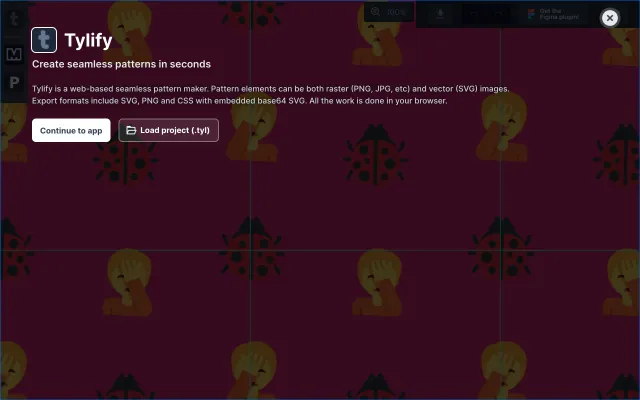 t
160%
Get the
Figma plugin!
t Tylify
Create seamless patterns in seconds
P
Tylify is a web-based seamless pattern maker. Pattern elements can be both raster (PNG, JPG, etc) and vector (SVG) images.
Export formats include SVG, PNG and CSS with embedded base64 SVG. All the work is done in your browser.
Continue to app
Load project (.tyl)